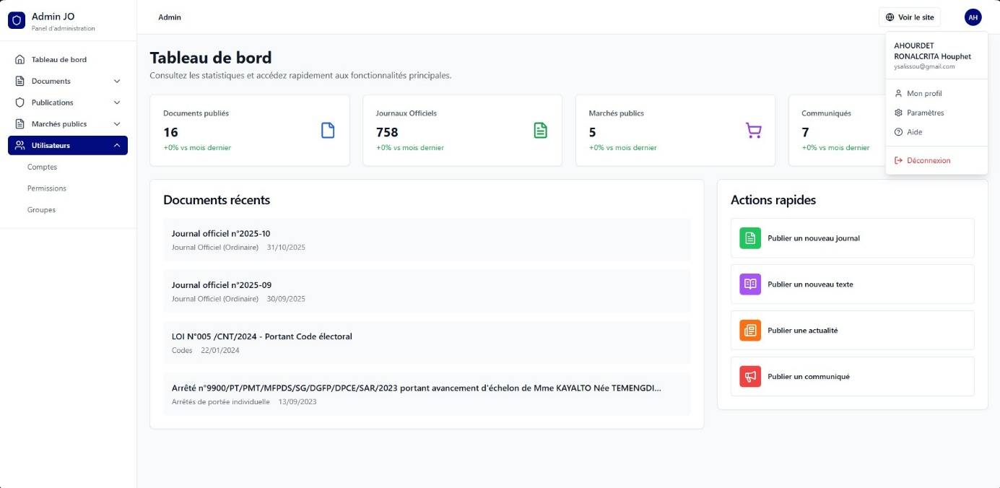 Admin JO
Panel d'administration
Tableau de bord
Documents
Publications
Marchés publics
Utilisateurs
Comptes
Permissions
Groupes
Admin
Voir le site
AH
AHOURDET
RONALCRITA Houphet
ysalissou@gmail.com
Mon profil
Paramètres
Aide
Déconnexion
Tableau de bord
Consultez les statistiques et accédez rapidement aux fonctionnalités principales.
Documents publiés
16
+0% vs mois dernier
Journaux Officiels
758
+0% vs mois dernier
Marchés publics
5
+0% vs mois dernier
Communiqués
7
+0% vs mois dernier
Documents récents
Journal officiel n°2025-10
Journal Officiel (Ordinaire) 31/10/2025
Journal officiel n°2025-09
Journal Officiel (Ordinaire) 30/09/2025
LOI N°005 /CNT/2024 - Portant Code électoral
Codes 22/01/2024
Arrêté n°9900/PT/PMT/MFPDS/SG/DGFP/DPCE/SAR/2023 portant avancement d'échelon de Mme KAYALTO Née TEMENGDI...
Arrêtés de portée individuelle 13/09/2023
Actions rapides
Publier un nouveau journal
Publier un nouveau texte
Publier une actualité
Publier un communiqué